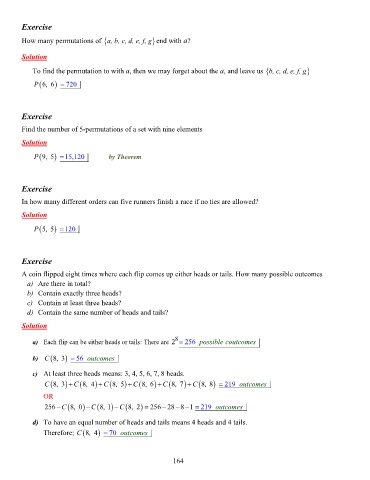 Exercise
How many permutations of {a, b, c, d, e, f, g} end with a?
Solution
To find the permutation to with a, then we may forget about the a, and leave us {b, c, d, e, f, g}
P(6, 6) = 720
Exercise
Find the number of 5-permutations of a set with nine elements
Solution
P(9, 5) = 15,120 by Theorem
Exercise
In how many different orders can five runners finish a race if no ties are allowed?
Solution
P(5, 5) = 120
Exercise
A coin flipped eight times where each flip comes up either heads or tails. How many possible outcomes
a) Are there in total?
b) Contain exactly three heads?
c) Contain at least three heads?
d) Contain the same number of heads and tails?
Solution
a) Each flip can be either heads or tails: There are 2⁸ = 256 possible coutcomes
b) C(8, 3) = 56 outcomes
c) At least three heads means: 3, 4, 5, 6, 7, 8 heads.
C(8, 3) + C(8, 4) + C(8, 5) + C(8, 6) + C(8, 7) + C(8, 8) = 219 outcomes
OR
256 − C(8, 0) − C(8, 1) − C(8, 2) = 256 − 28 − 8 − 1 = 219 outcomes
d) To have an equal number of heads and tails means 4 heads and 4 tails.
Therefore; C(8, 4) = 70 outcomes
164